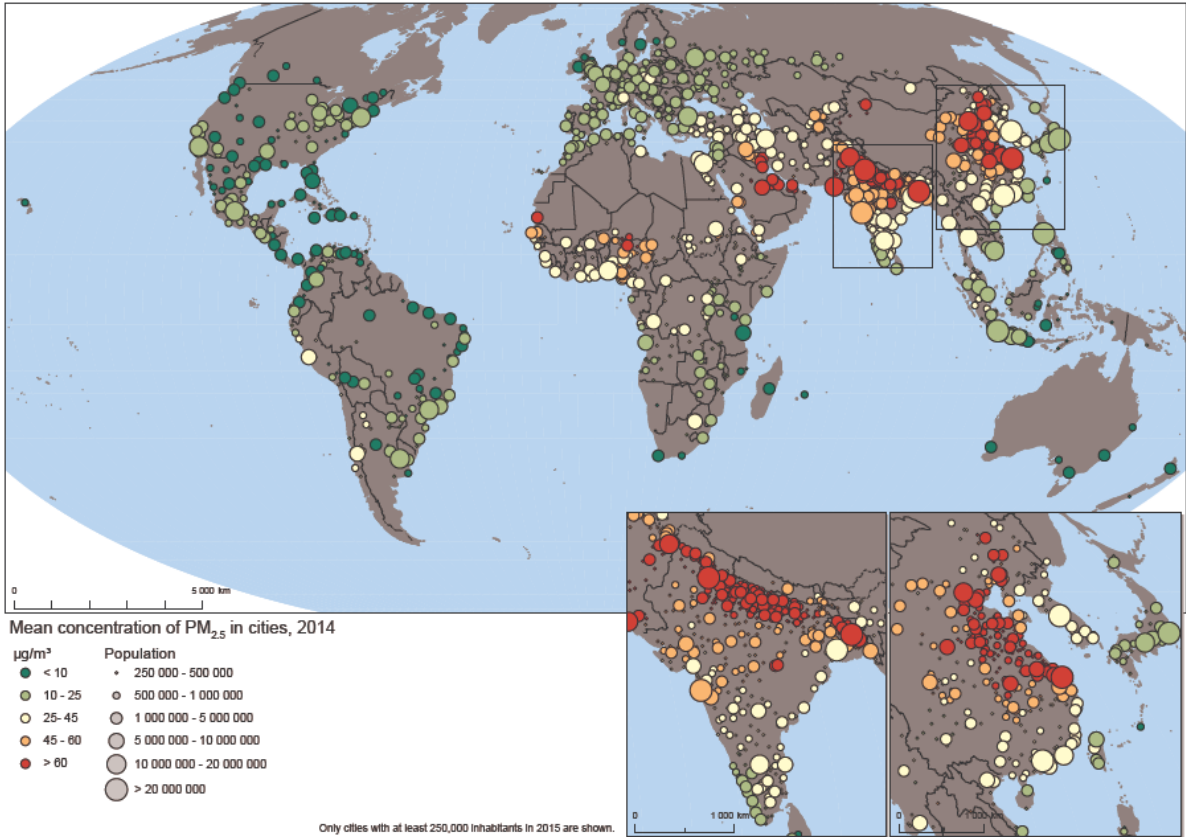 5 000 km
0
Mean concentration of PM2.5 in cities, 2014
µg/m³
< 10
10 - 25
25- 45
45 - 60
> 60
Population
250 000 - 500 000
500 000 - 1 000 000
1 000 000 - 5 000 000
5 000 000 - 10 000 000
10 000 000 - 20 000 000
> 20 000 000
Only cities with at least 250,000 inhabitants in 2015 are shown.
0
1 000 km
0
1 000 km